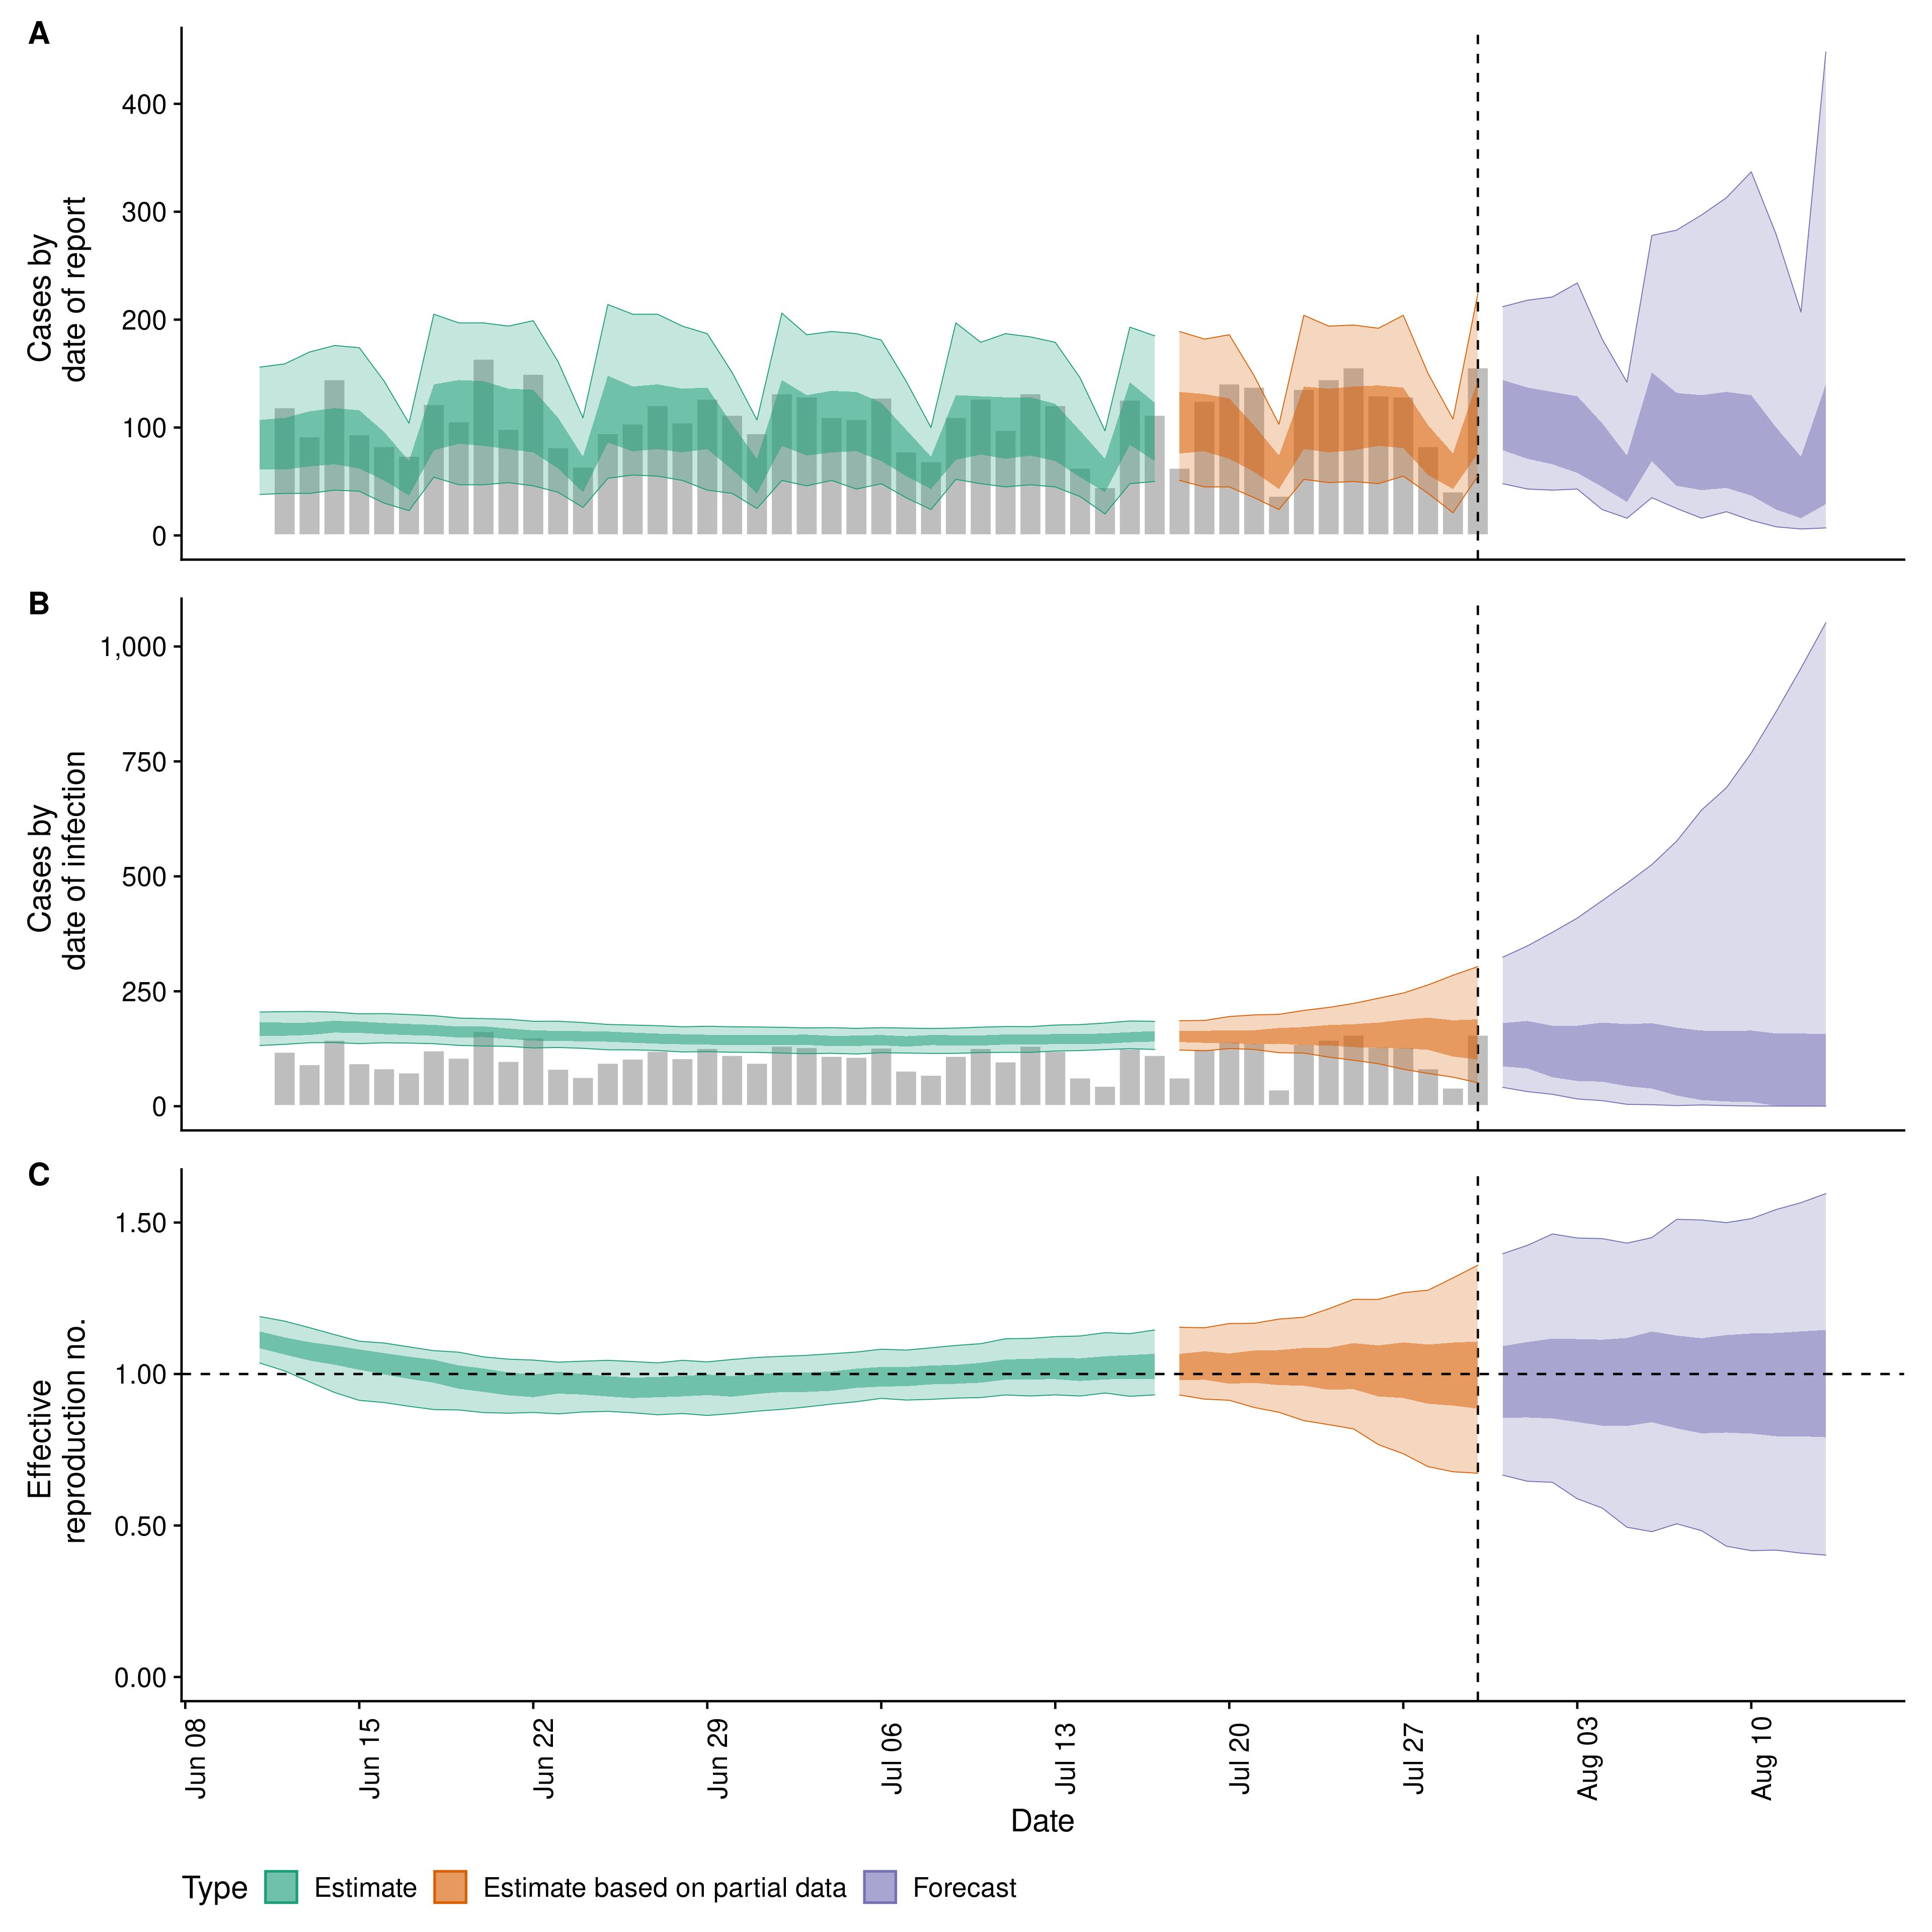 A
Cases by
date of report
400
300
200
100
0
B
Cases by
date of infection
1,000
750
500
250
0
C
Effective
reproduction no.
1.50
1.00
0.50
0.00
Jun 08
Jun 15
Jun 22
Jun 29
Jul 06
Jul 13
Jul 20
Jul 27
Aug 03
Aug 10
Date
Type
Estimate
Estimate based on partial data
Forecast